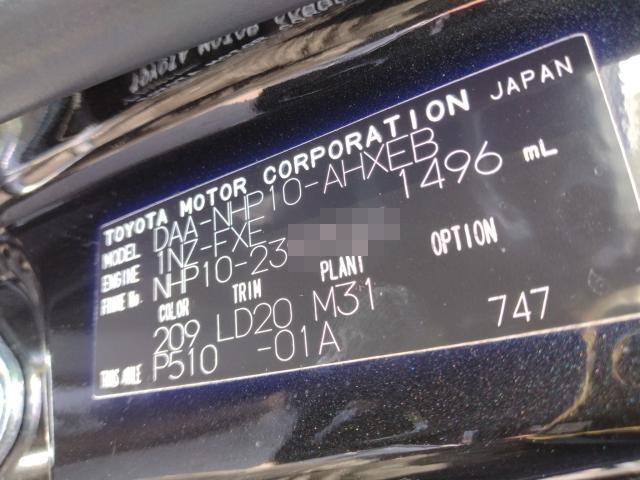 TOYOTA MOTOR CORPORATION JAPAN
MODEL DAA-NHP10-AHXEB
ENGINE 1NZ-FXE 1496 mL
FRAME No. NHP10-23
COLOR TRIM PLANT OPTION
209 LD20 M31 747
TRANS/AXLE P510 -01A